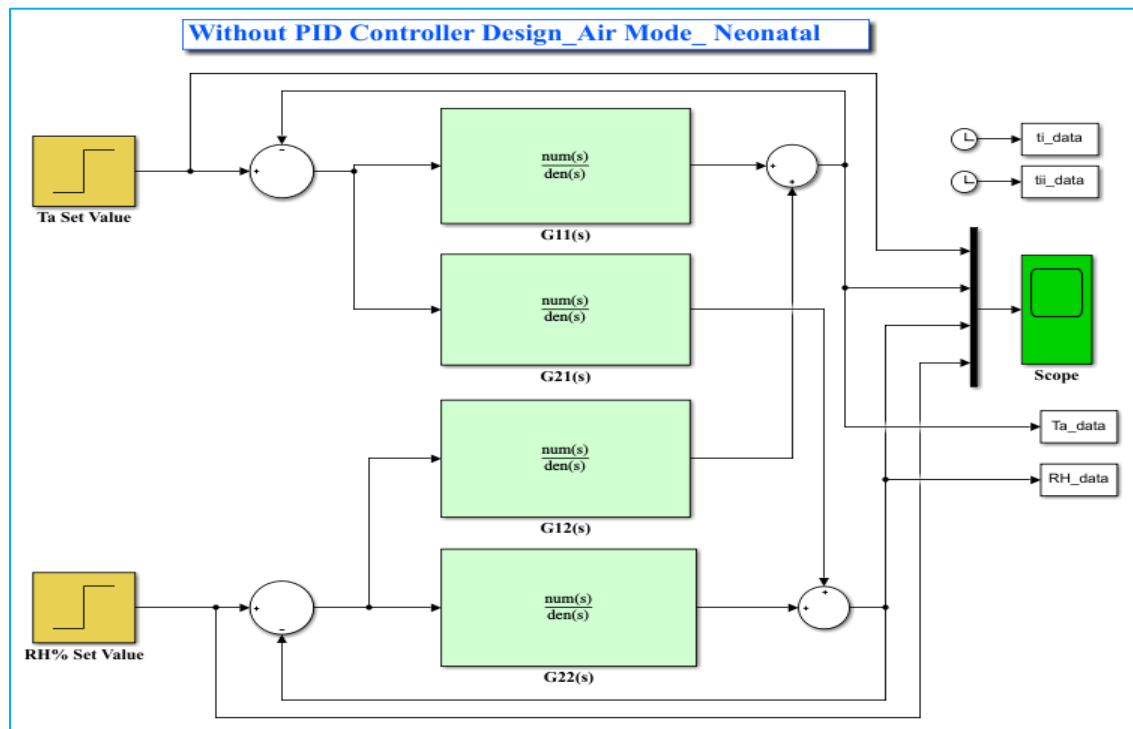 Without PID Controller Design_Air Mode_ Neonatal
Ta Set Value
num(s)
den(s)
G11(s)
num(s)
den(s)
G21(s)
num(s)
den(s)
G12(s)
RH% Set Value
num(s)
den(s)
G22(s)
ti_data
tii_data
Scope
Ta_data
RH_data